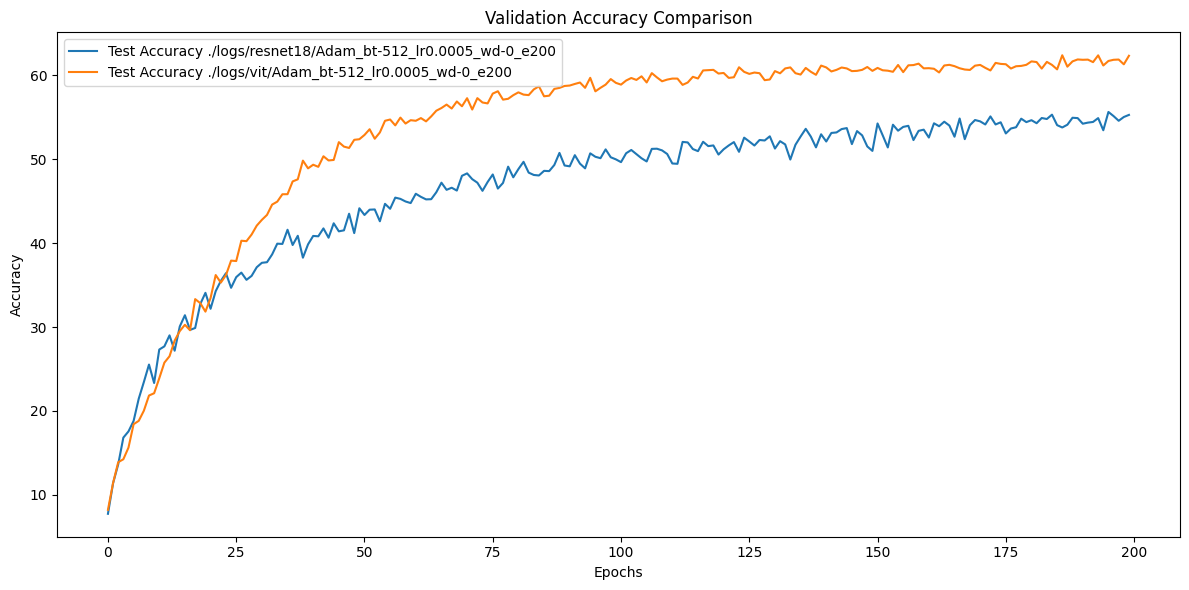 Validation Accuracy Comparison
Test Accuracy ./logs/resnet18/Adam_bt-512_lr0.0005_wd-0_e200
Test Accuracy ./logs/vit/Adam_bt-512_lr0.0005_wd-0_e200
60
50
40
30
20
10
Accuracy
0 25 50 75 100 125 150 175 200
Epochs